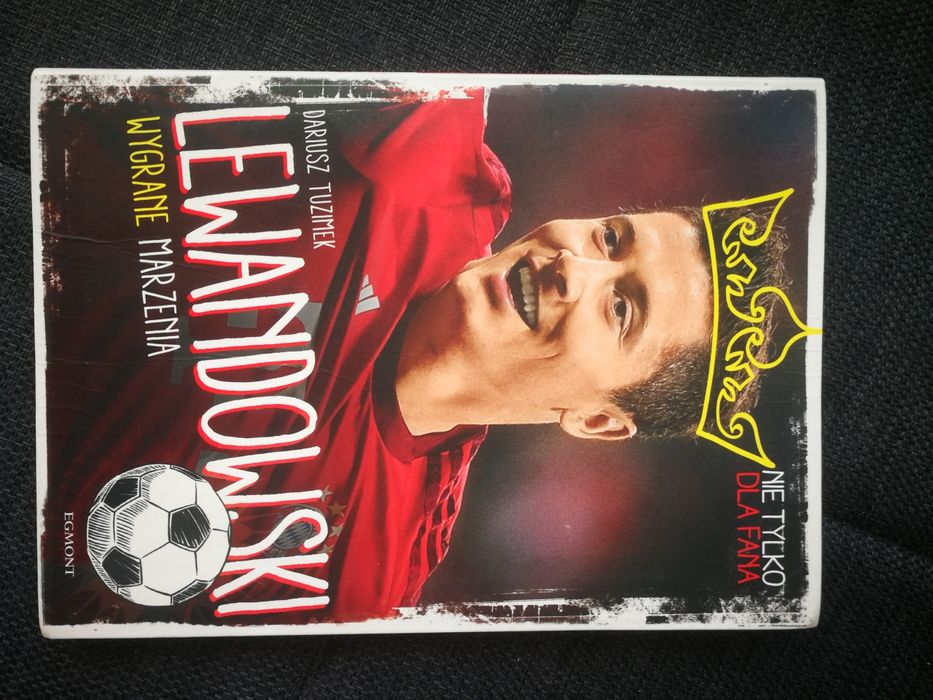 NIE TYLKO
DLA FANA
DARIUSZ TUZIMEK
LEWANDOWSKI
WYGRANE MARZENIA
EGMONT